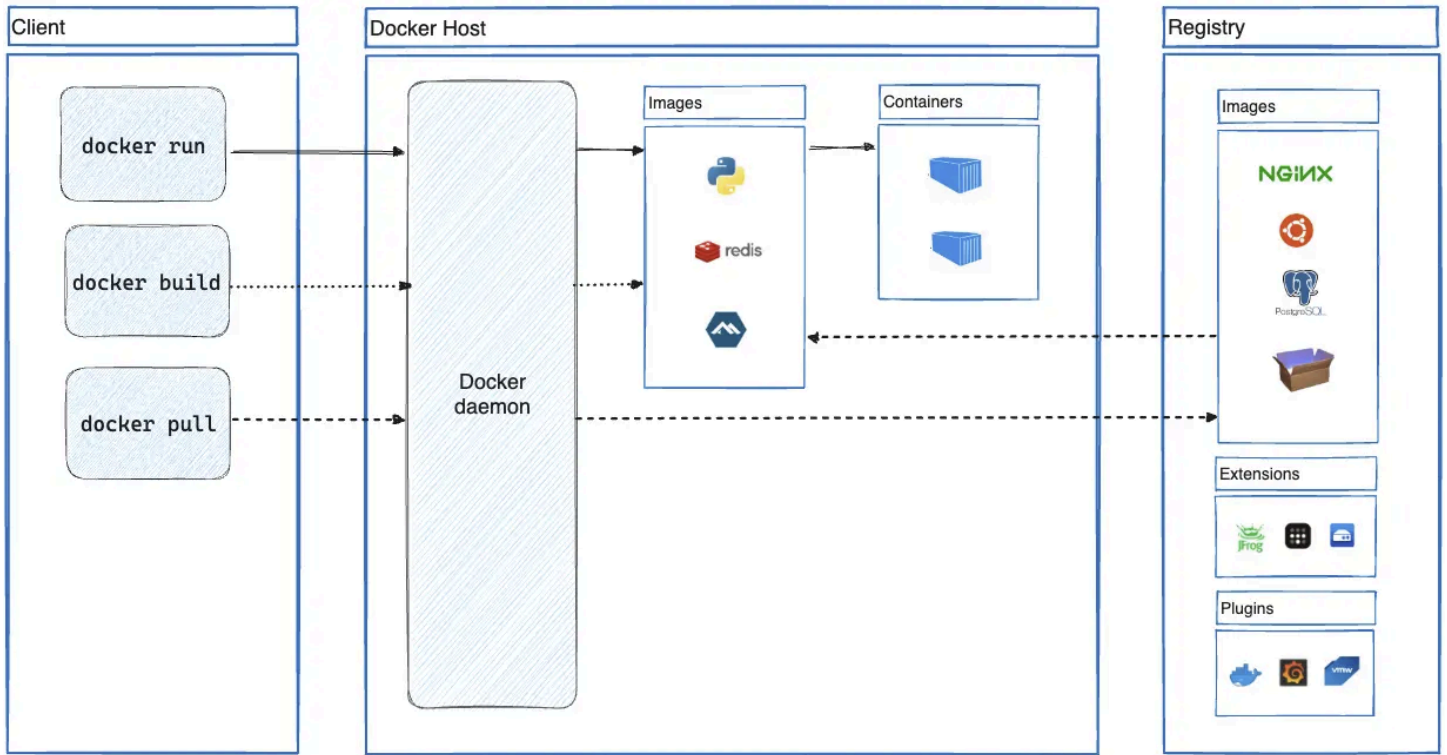 Client
docker run
docker build
docker pull
Docker Host
Docker
daemon
Images
redis
Containers
Registry
Images
NGINX
PostgreSQL
Extensions
JFrog
Plugins
vmw